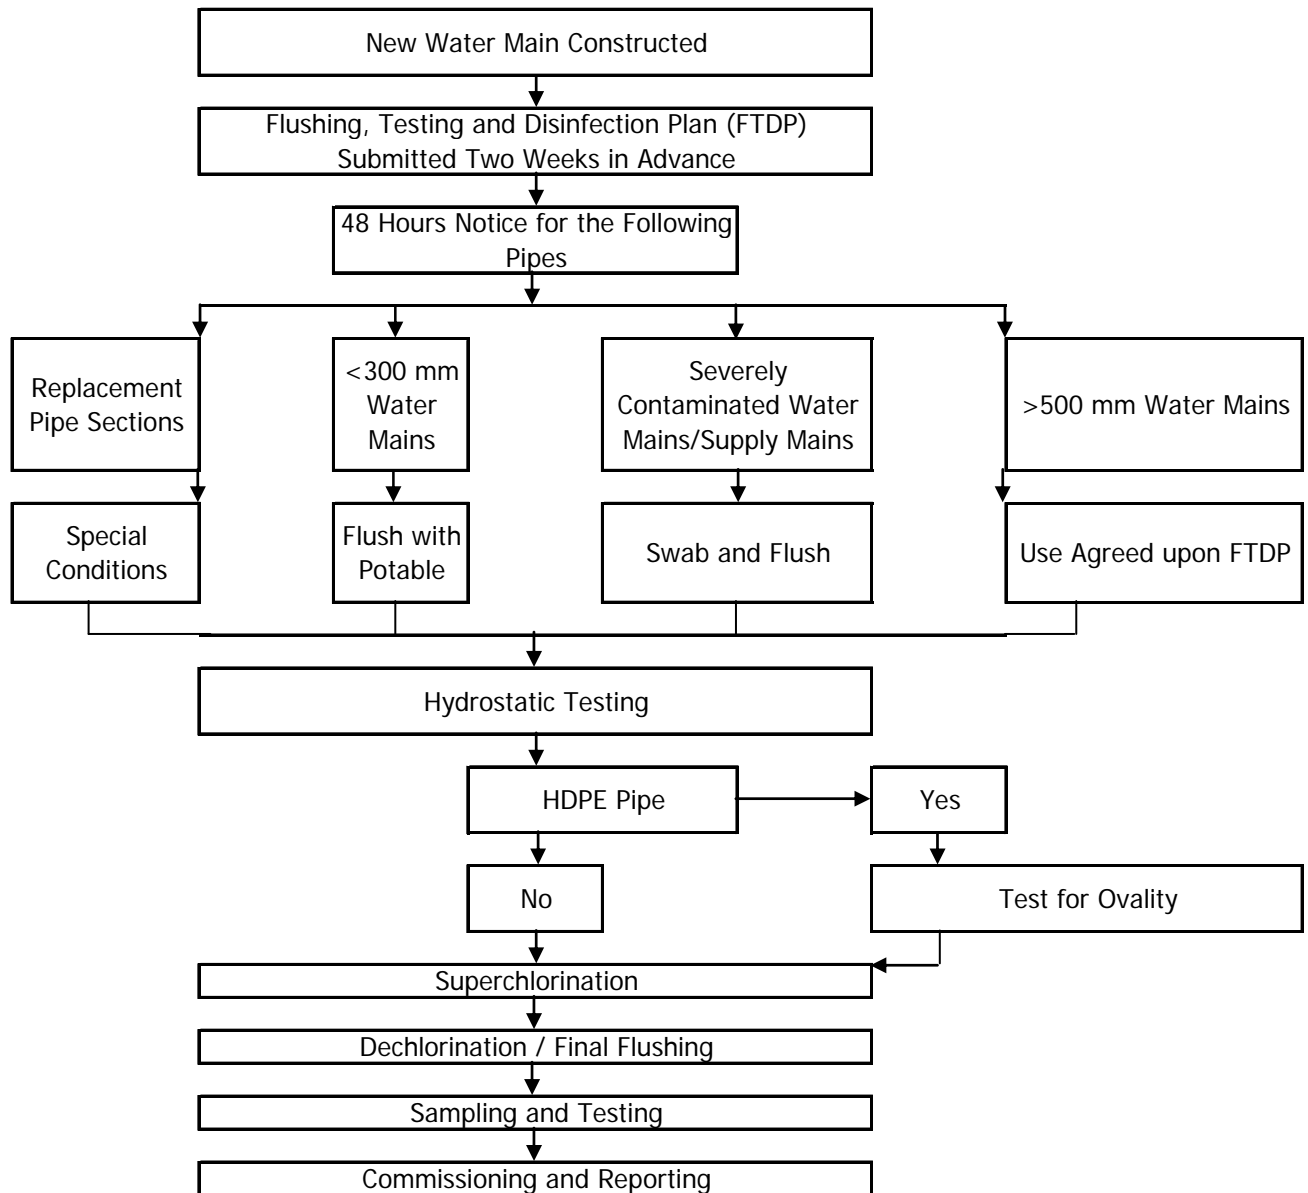 New Water Main Constructed
Flushing, Testing and Disinfection Plan (FTDP)
Submitted Two Weeks in Advance
48 Hours Notice for the Following
Pipes
Replacement
Pipe Sections
<300 mm
Water
Mains
Severely
Contaminated Water
Mains/Supply Mains
>500 mm Water Mains
Special
Conditions
Flush with
Potable
Swab and Flush
Use Agreed upon FTDP
Hydrostatic Testing
HDPE Pipe
Yes
No
Test for Ovality
Superchlorination
Dechlorination / Final Flushing
Sampling and Testing
Commissioning and Reporting